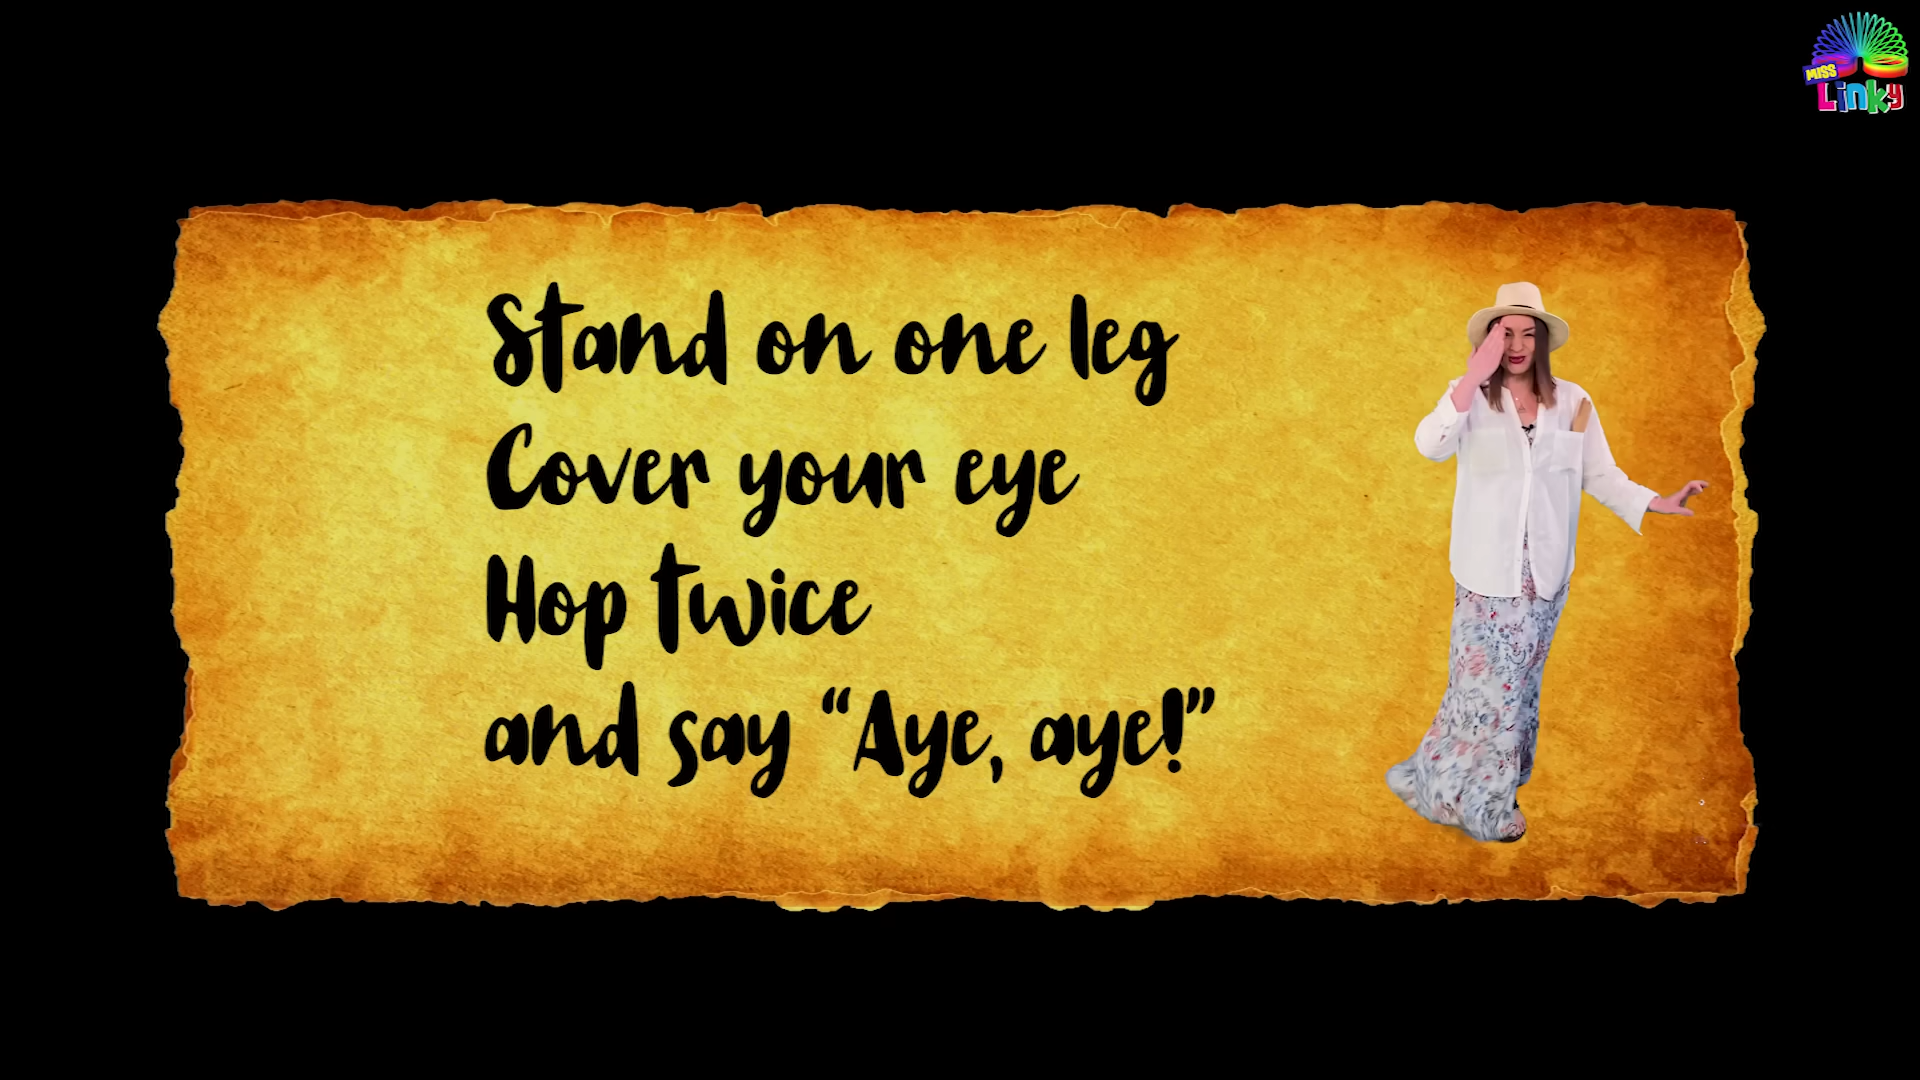 MISS
Linky
Stand on one leg
Cover your eye
Hop twice
and say “Aye, aye!”